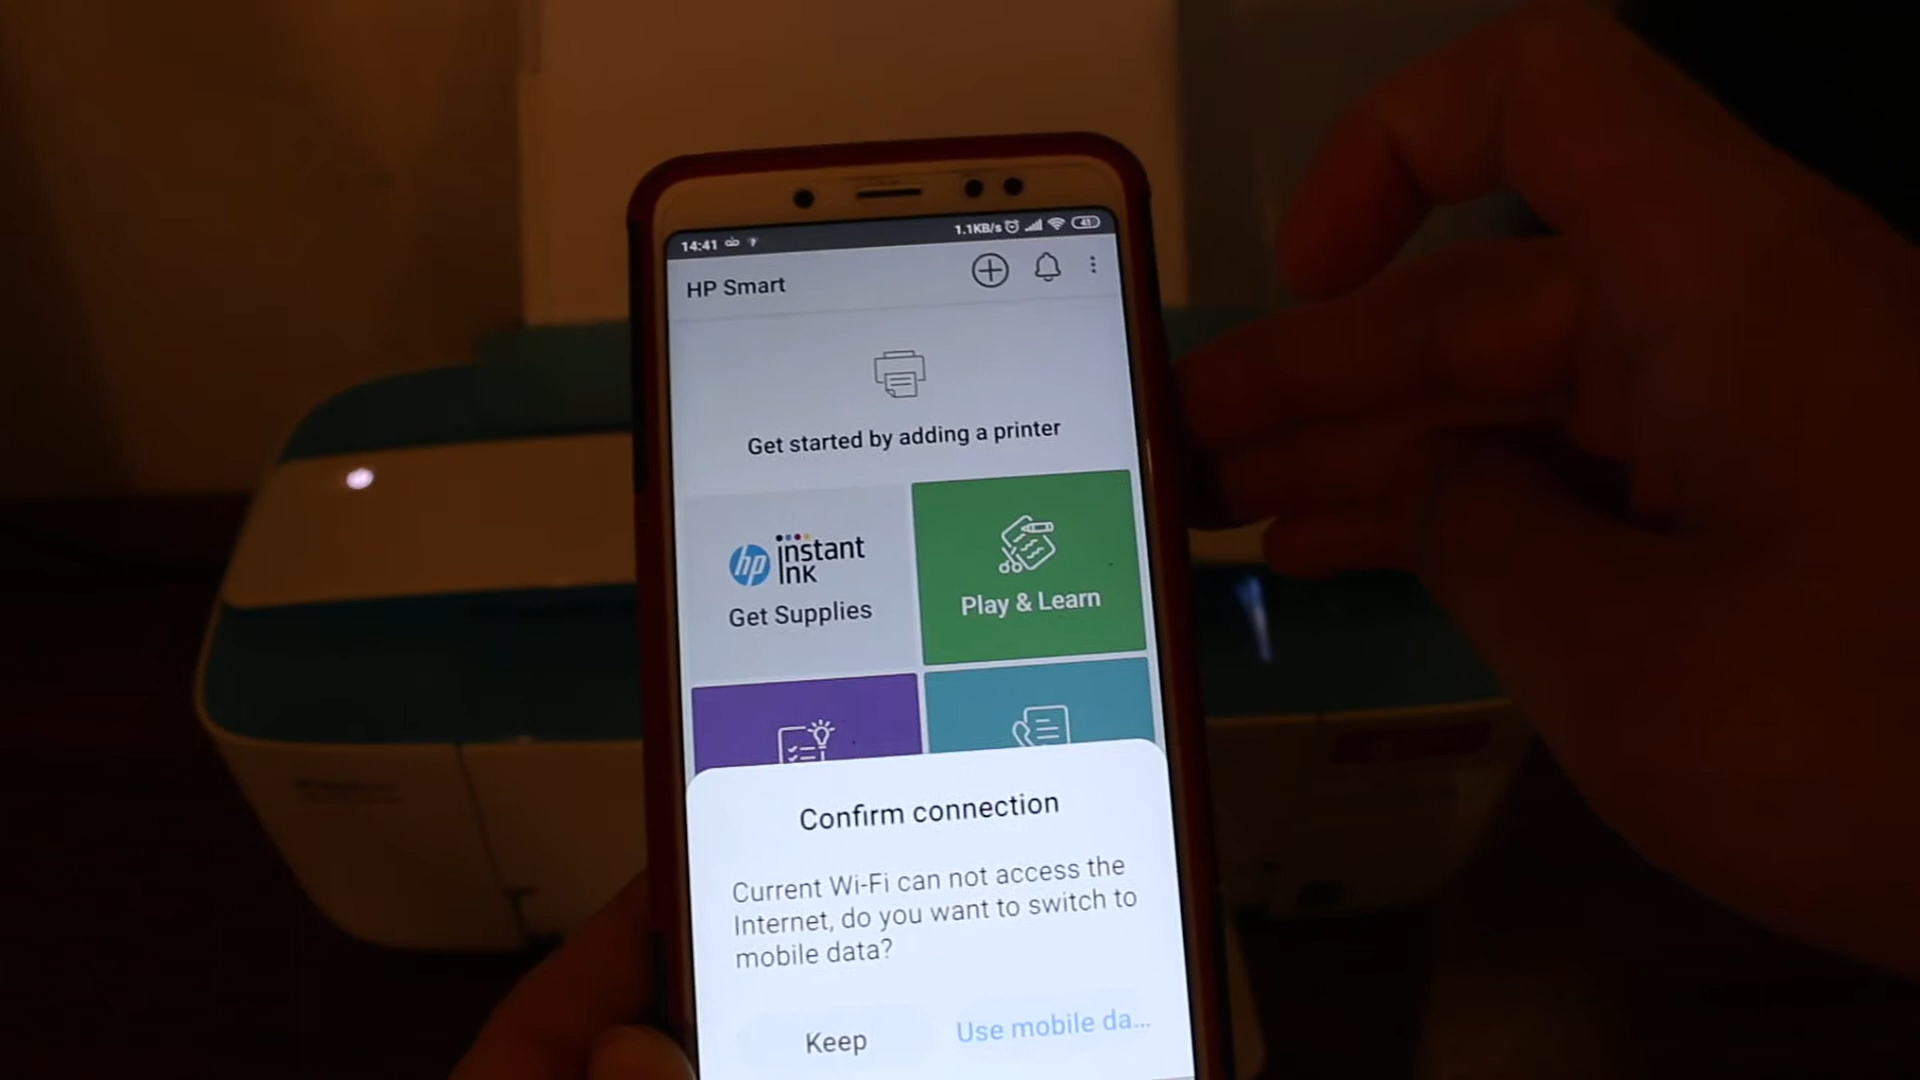 14:41
1.1KB/s
41
HP Smart
Get started by adding a printer
hp instant ink
Get Supplies
Play & Learn
Confirm connection
Current Wi-Fi can not access the
Internet, do you want to switch to
mobile data?
Keep
Use mobile da...